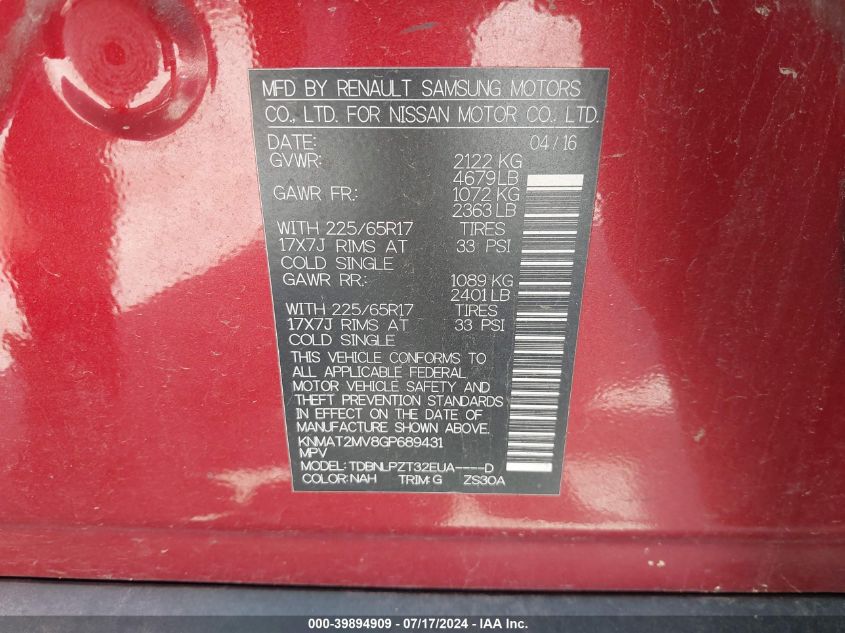 MFD BY RENAULT SAMSUNG MOTORS
CO., LTD. FOR NISSAN MOTOR CO., LTD.
DATE: 04/16
GVWR: 2122 KG
4679 LB
GAWR FR.: 1072 KG
2363 LB
WITH 225/65R17 TIRES
17X7J RIMS AT 33 PSI
COLD SINGLE
GAWR RR.: 1089 KG
2401 LB
WITH 225/65R17 TIRES
17X7J RIMS AT 33 PSI
COLD SINGLE
THIS VEHICLE CONFORMS TO
ALL APPLICABLE FEDERAL
MOTOR VEHICLE SAFETY AND
THEFT PREVENTION STANDARDS
IN EFFECT ON THE DATE OF
MANUFACTURE SHOWN ABOVE.
KNMAT2MV8GP689431
MPV
MODEL: TDBNLPZT32EUA----D
COLOR: NAH TRIM: G ZS30A
000-39894909 - 07/17/2024 - IAAI.COM